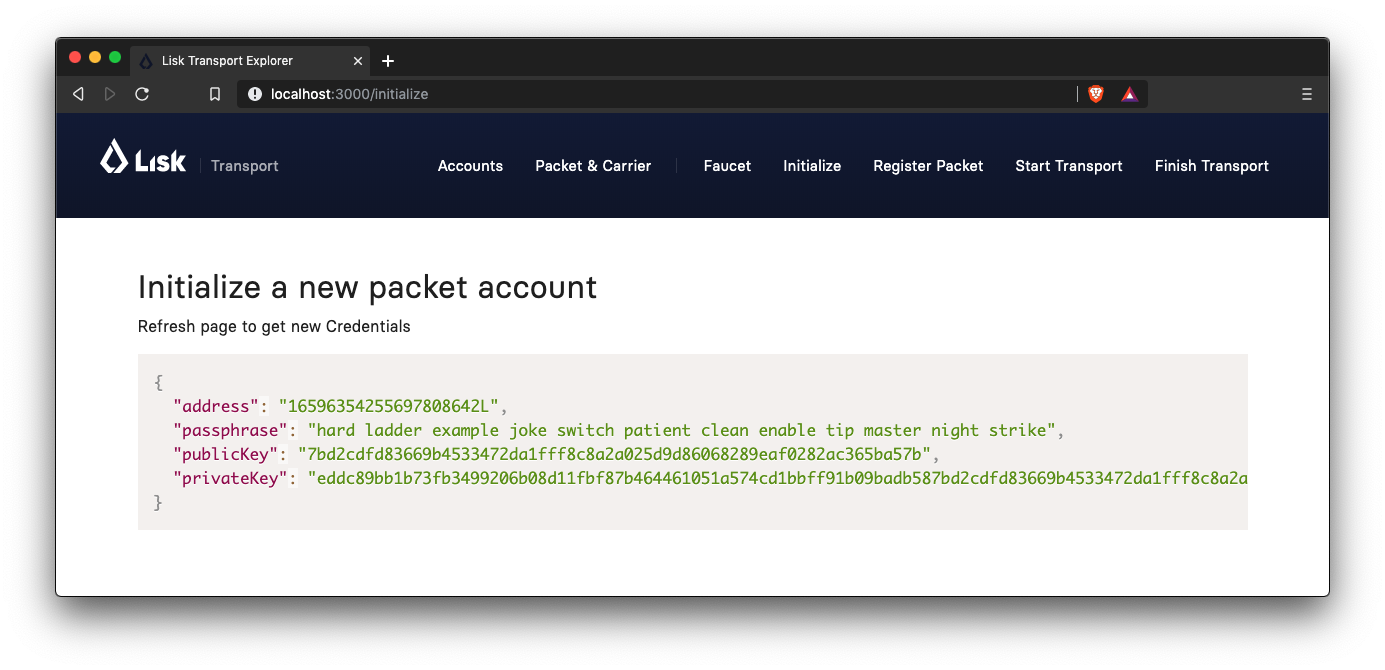 Lisk Transport Explorer
localhost:3000/initialize
Lisk Transport Accounts Packet & Carrier Faucet Initialize Register Packet Start Transport Finish Transport
Initialize a new packet account
Refresh page to get new Credentials
{
"address": "16596354255697808642L",
"passphrase": "hard ladder example joke switch patient clean enable tip master night strike",
"publicKey": "7bd2cdfd83669b4533472da1fff8c8a2a025d9d86068289eaf0282ac365ba57b",
"privateKey": "eddc89bb1b73fb3499206b08d11fbf87b464461051a574cd1bbff91b09badb587bd2cdfd83669b4533472da1fff8c8a2a
}